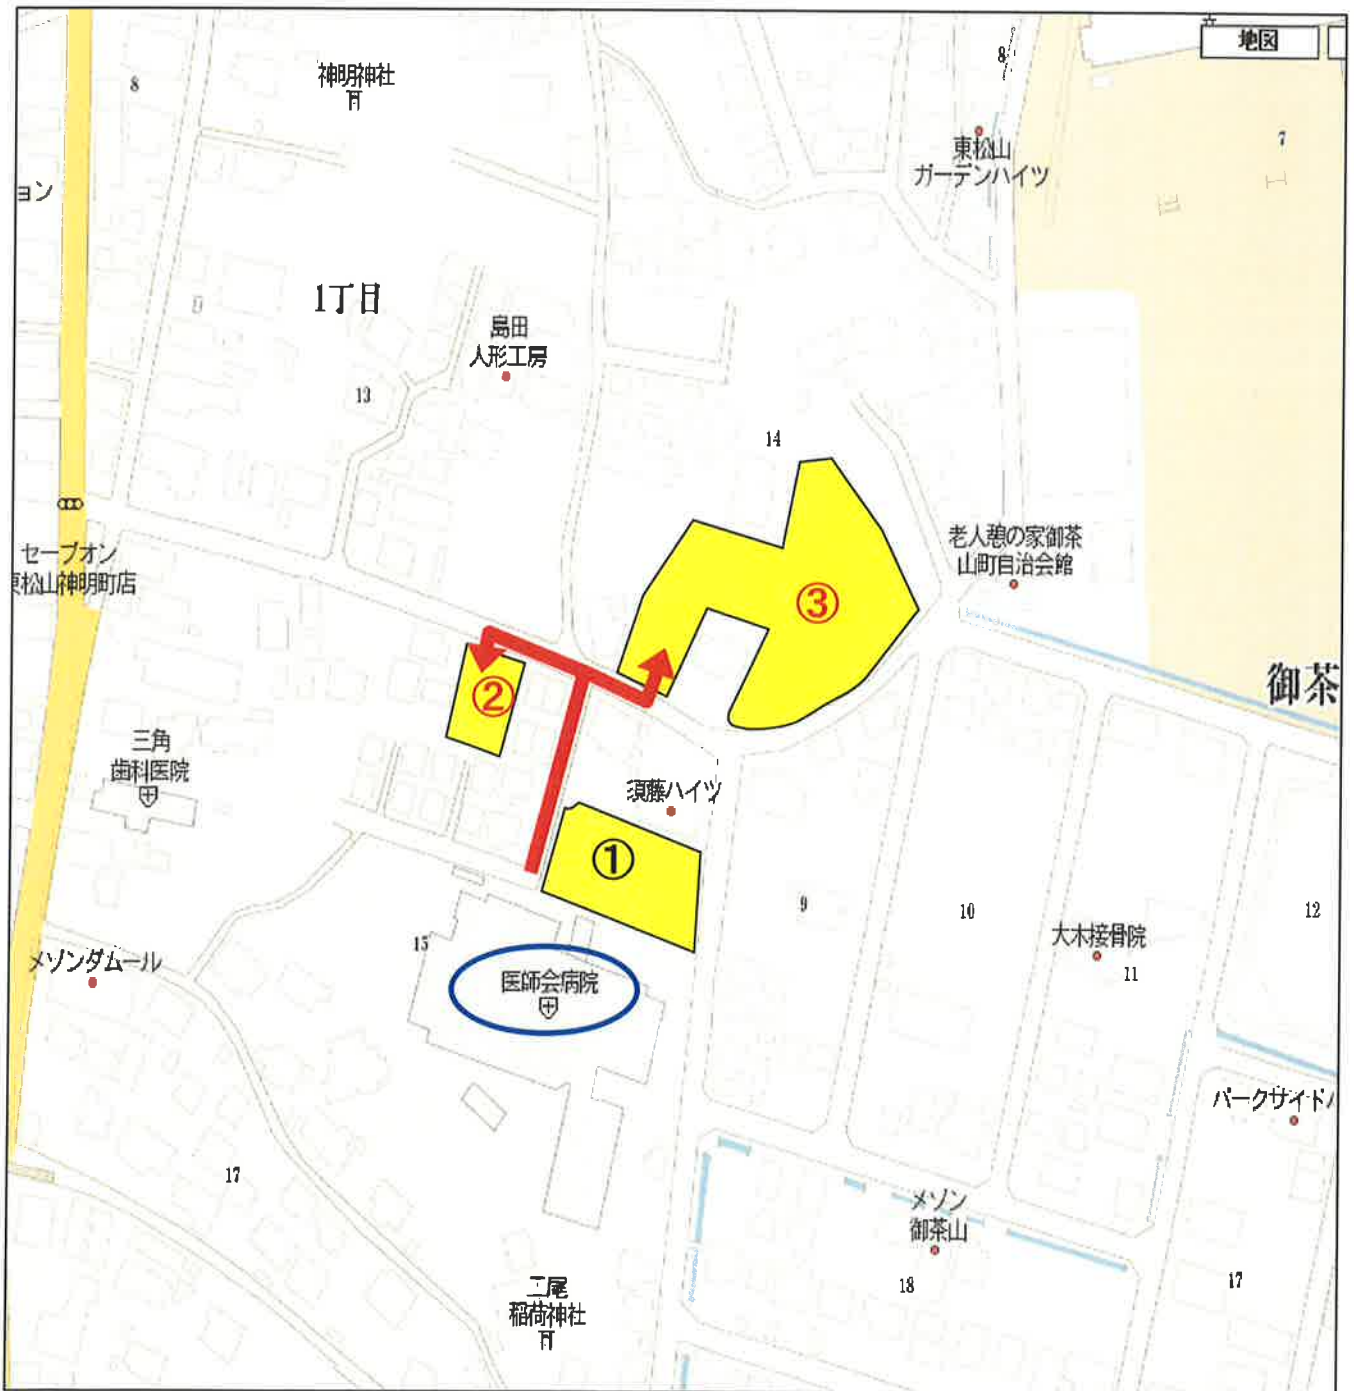 地図
8
神明神社
8
東松山
ガーデンハイツ
7
ョン
1丁目
島田
人形工房
13
14
セーブオン
東松山神明町店
老人憩の家御茶
山町自治会館
③
御茶
②
三角
歯科医院
須藤ハイツ
①
9
10
12
大木接骨院
11
15
メゾンダムール
医師会病院
パークサイドハ
17
メゾン
御茶山
18
17
稲荷神社